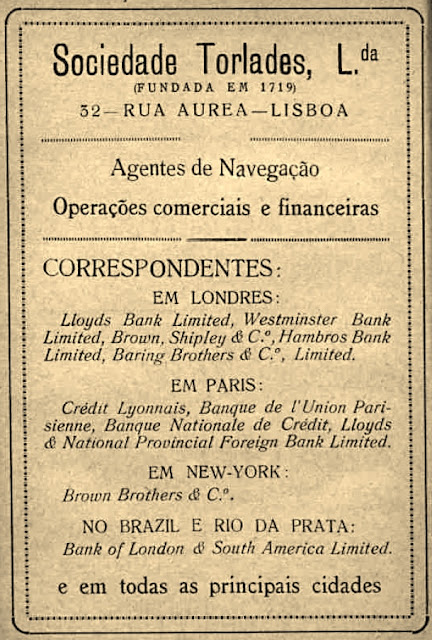 Sociedade Torlades, L.da
(FUNDADA EM 1719)
32—RUA AUREA—LISBOA
Agentes de Navegação
Operações comerciais e financeiras
CORRESPONDENTES:
EM LONDRES:
Lloyds Bank Limited, Westminster Bank
Limited, Brown, Shipley & C.º, Hambros Bank
Limited, Baring Brothers & C.º, Limited.
EM PARIS:
Crédit Lyonnais, Banque de l'Union Pari-
sienne, Banque Nationale de Crédit, Lloyds
& National Provincial Foreign Bank Limited.
EM NEW-YORK:
Brown Brothers & C.º.
NO BRAZIL E RIO DA PRATA:
Bank of London & South America Limited.
e em todas as principais cidades